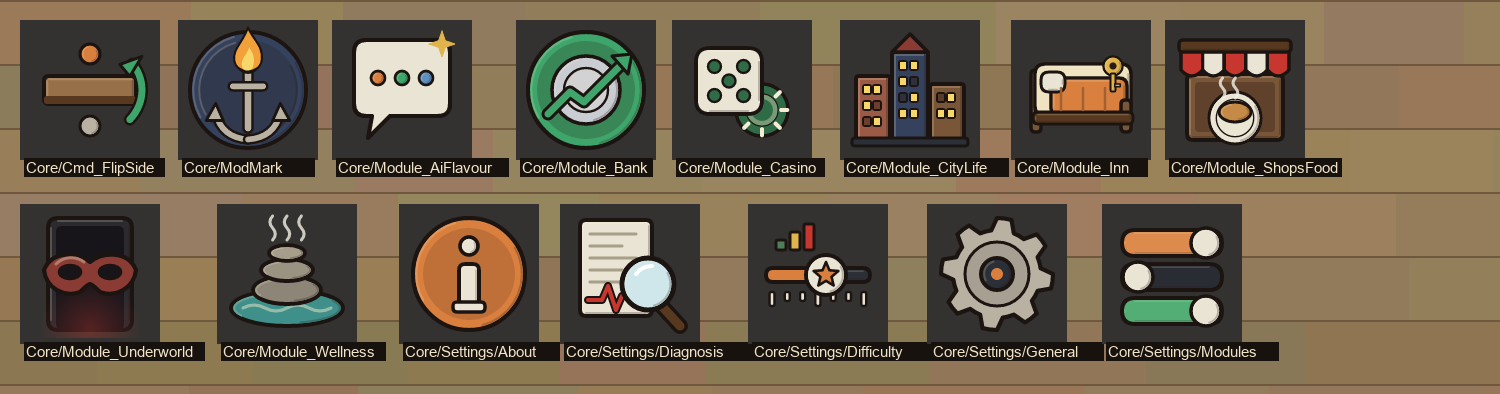 Core/Cmd_FlipSide
Core/ModMark
Core/Module_AiFlavour
Core/Module_Bank
Core/Module_Casino
Core/Module_CityLife
Core/Module_Inn
Core/Module_ShopsFood
Core/Module_Underworld
Core/Module_Wellness
Core/Settings/About
Core/Settings/Diagnosis
Core/Settings/Difficulty
Core/Settings/General
Core/Settings/Modules